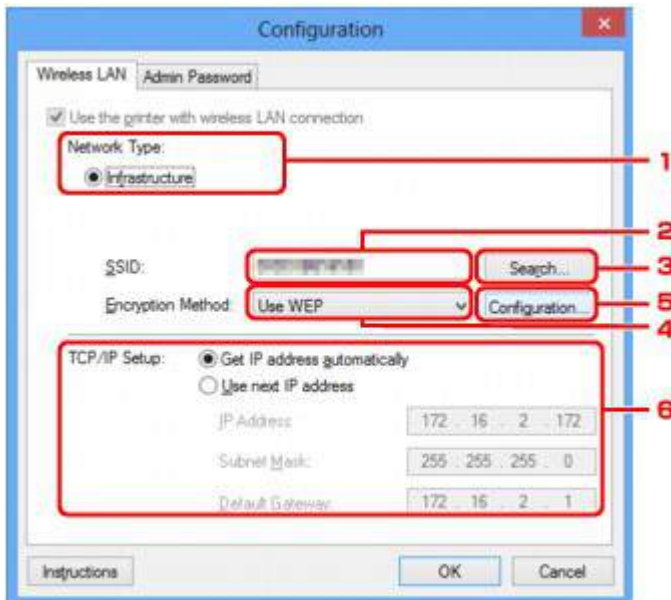 Configuration
Wireless LAN Admin Password
Use the printer with wireless LAN connection
Network Type:
Infrastructure
1
2
SSID: Search...
3
Encryption Method: Use WEP Configuration...
5
4
TCP/IP Setup: Get IP address automatically
Use next IP address
6
IP Address: 172 . 16 . 2 . 172
Subnet Mask: 255 . 255 . 255 . 0
Default Gateway: 172 . 16 . 2 . 1
Instructions OK Cancel